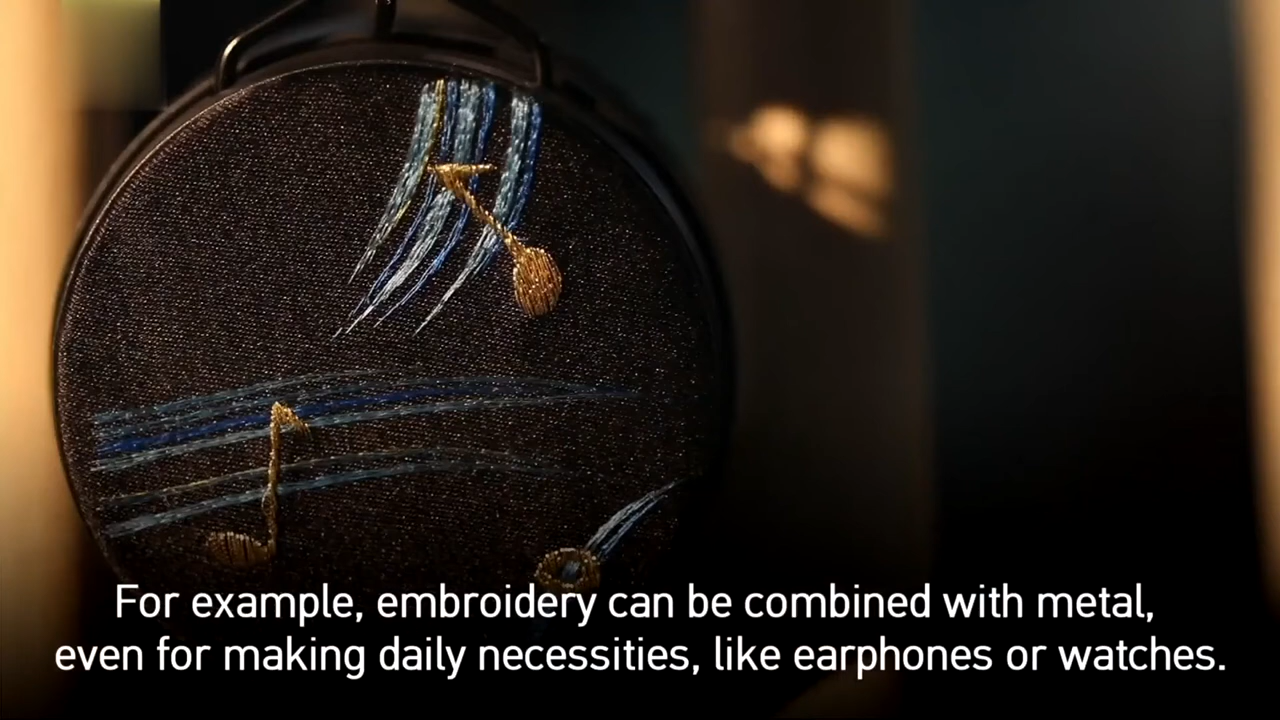 For example, embroidery can be combined with metal,
even for making daily necessities, like earphones or watches.